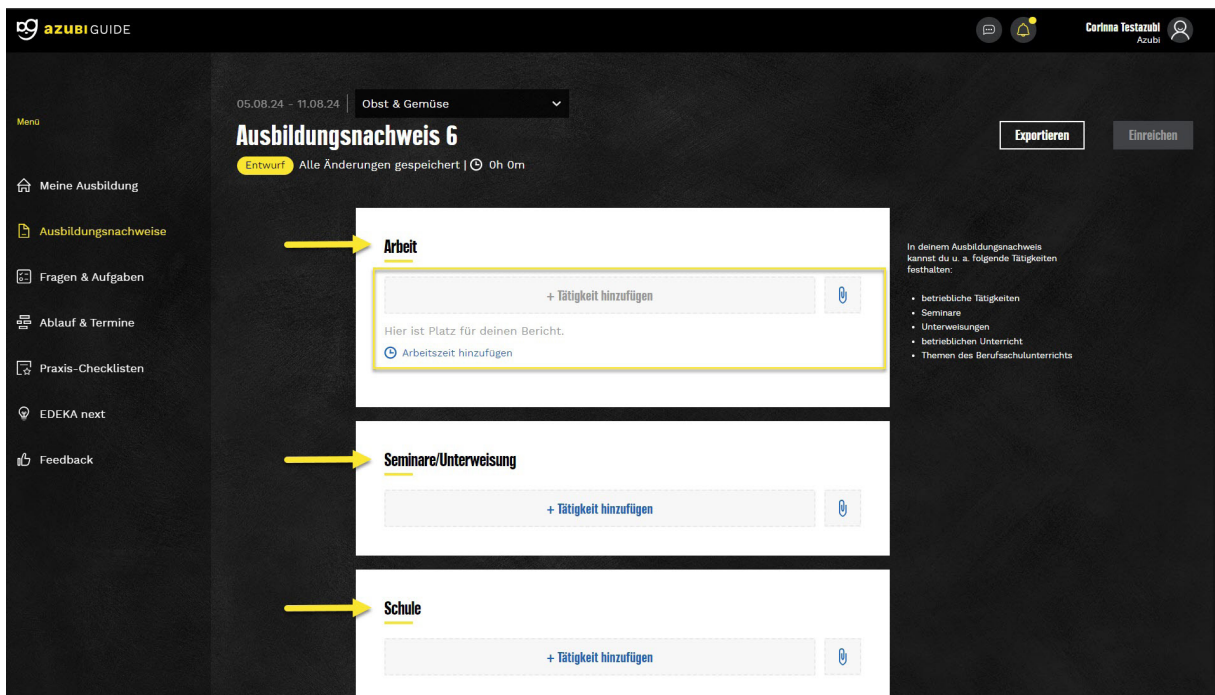 azubiGUIDE
Corinna Testazubi
Azubi
Menü
Meine Ausbildung
Ausbildungsnachweise
Fragen & Aufgaben
Ablauf & Termine
Praxis-Checklisten
EDEKA next
Feedback
05.08.24 - 11.08.24 | Obst & Gemüse
Ausbildungsnachweis 6
Entwurf Alle Änderungen gespeichert | 0h 0m
Exportieren
Einreichen
Arbeit
+ Tätigkeit hinzufügen
Hier ist Platz für deinen Bericht.
Arbeitszeit hinzufügen
In deinem Ausbildungsnachweis
kannst du u. a. folgende Tätigkeiten
festhalten:
• betriebliche Tätigkeiten
• Seminare
• Unterweisungen
• betrieblichen Unterricht
• Themen des Berufsschulunterrichts
Seminare/Unterweisung
+ Tätigkeit hinzufügen
Schule
+ Tätigkeit hinzufügen